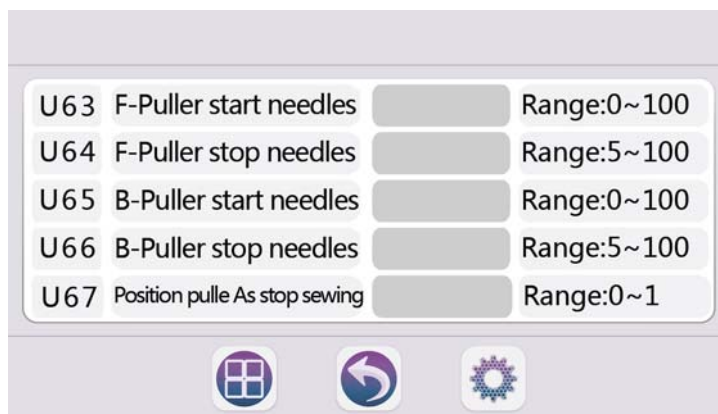 U63 F-Puller start needles Range:0~100
U64 F-Puller stop needles Range:5~100
U65 B-Puller start needles Range:0~100
U66 B-Puller stop needles Range:5~100
U67 Position pulle As stop sewing Range:0~1